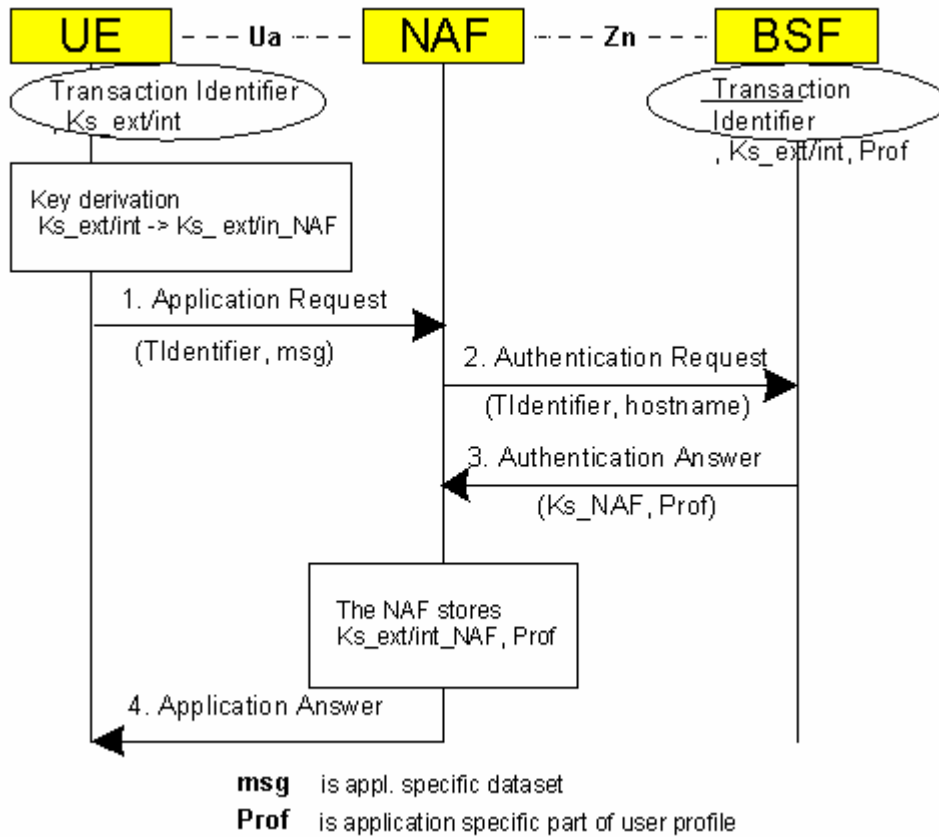 UE --- Ua ---- NAF --- Zn --- BSF
Transaction Identifier
, Ks_ext/int
Transaction
Identifier
, Ks_ext/int, Prof
Key derivation
Ks_ext/int -> Ks_ ext/in_NAF
1. Application Request
(TIdentifier, msg)
2. Authentication Request
(TIdentifier, hostname)
3. Authentication Answer
(Ks_NAF, Prof)
The NAF stores
Ks_ext/int_NAF, Prof
4. Application Answer
msg is appl. specific dataset
Prof is application specific part of user profile